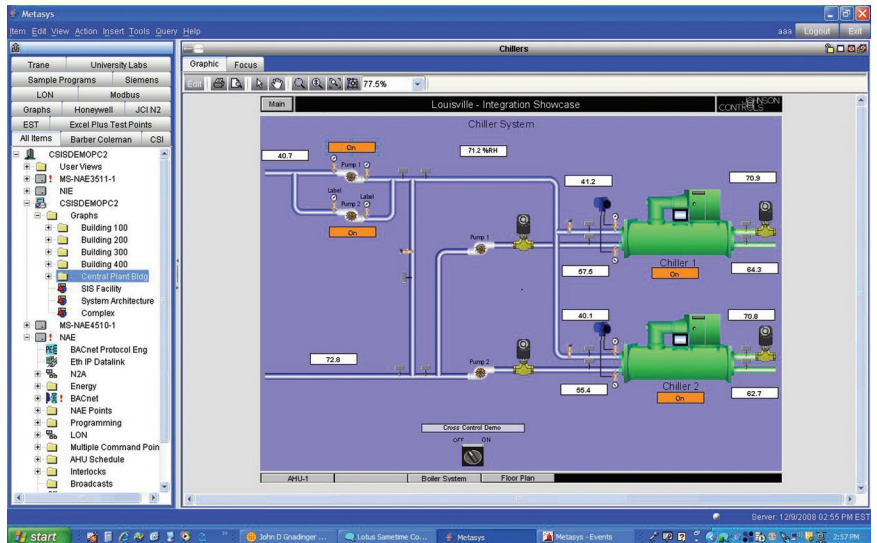 Metasys
Item Edit View Action Insert Tools Query Help
aaa Logout Exit
Chillers
Trane University Labs
Sample Programs Siemens
LON Modbus
Graphs Honeywell JCI N2
EST Excel Plus Test Points
All Items Barber Coleman CSI
CSISDEMOPC2
User Views
MS-NAE3511-1
NIE
CSISDEMOPC2
Graphs
Building 100
Building 200
Building 300
Building 400
Central Plant Bldg
SIS Facility
System Architecture
Complex
MS-NAE4510-1
NAE
BACnet Protocol Eng
Eth IP Datalink
N2A
Energy
BACnet
NAE Points
Programming
LON
Multiple Command Poin
AHU Schedule
Interlocks
Broadcasts
Graphic Focus
Edit 77.5%
Main Louisville - Integration Showcase JOHNSON
CONTROLS
Chiller System
On
40.7 71.2 %RH
Pump 1
41.2 70.9
Label Label
Pump 2
On
Pump 1
57.5 Chiller 1 64.3
On
40.1 70.8
72.8 Pump 2
55.4 Chiller 2 62.7
On
Cross Control Demo
OFF ON
AHU-1 Boiler System Floor Plan
Server: 12/9/2008 02:55 PM EST
start John D Gnadinger ... Lotus Sametime Co... Metasys Metasys - Events 2:57PM